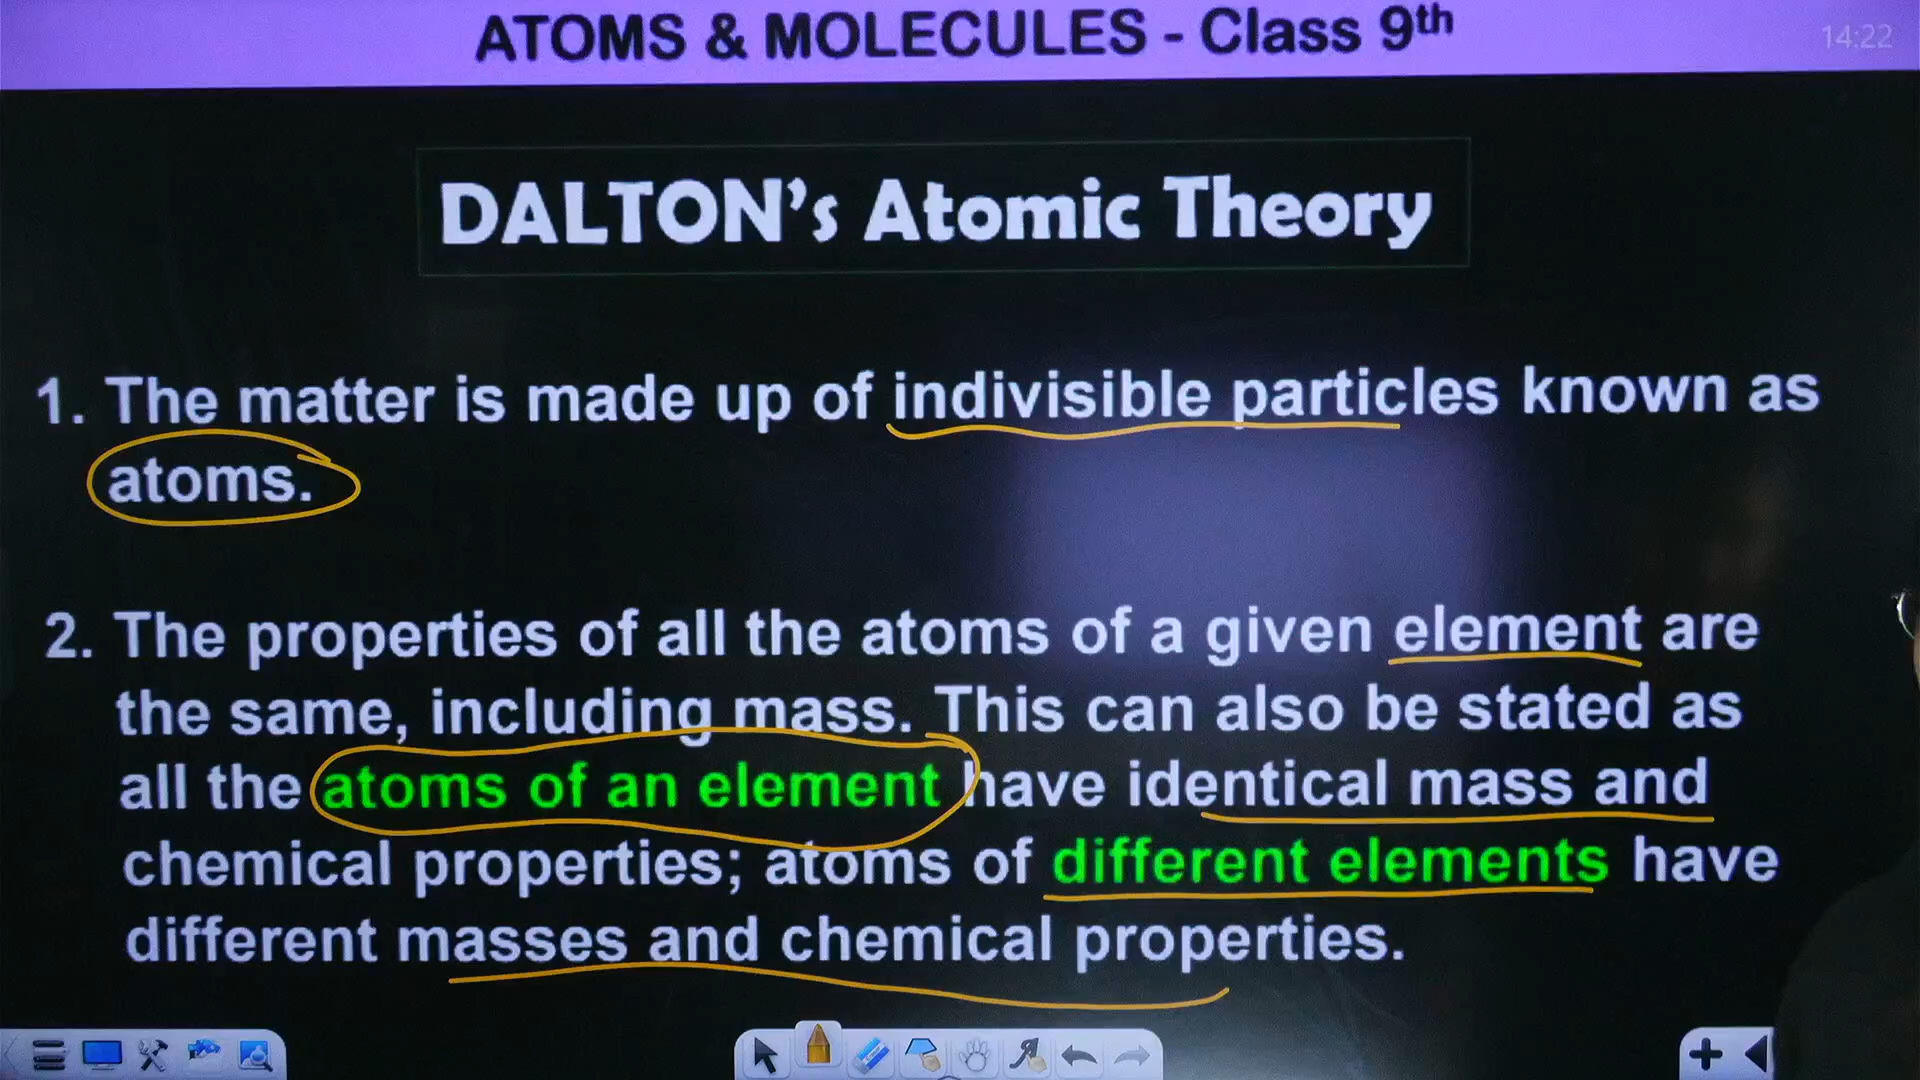 ATOMS & MOLECULES - Class 9th
14:22
DALTON's Atomic Theory
1. The matter is made up of indivisible particles known as
atoms.
2. The properties of all the atoms of a given element are
the same, including mass. This can also be stated as
all the atoms of an element have identical mass and
chemical properties; atoms of different elements have
different masses and chemical properties.